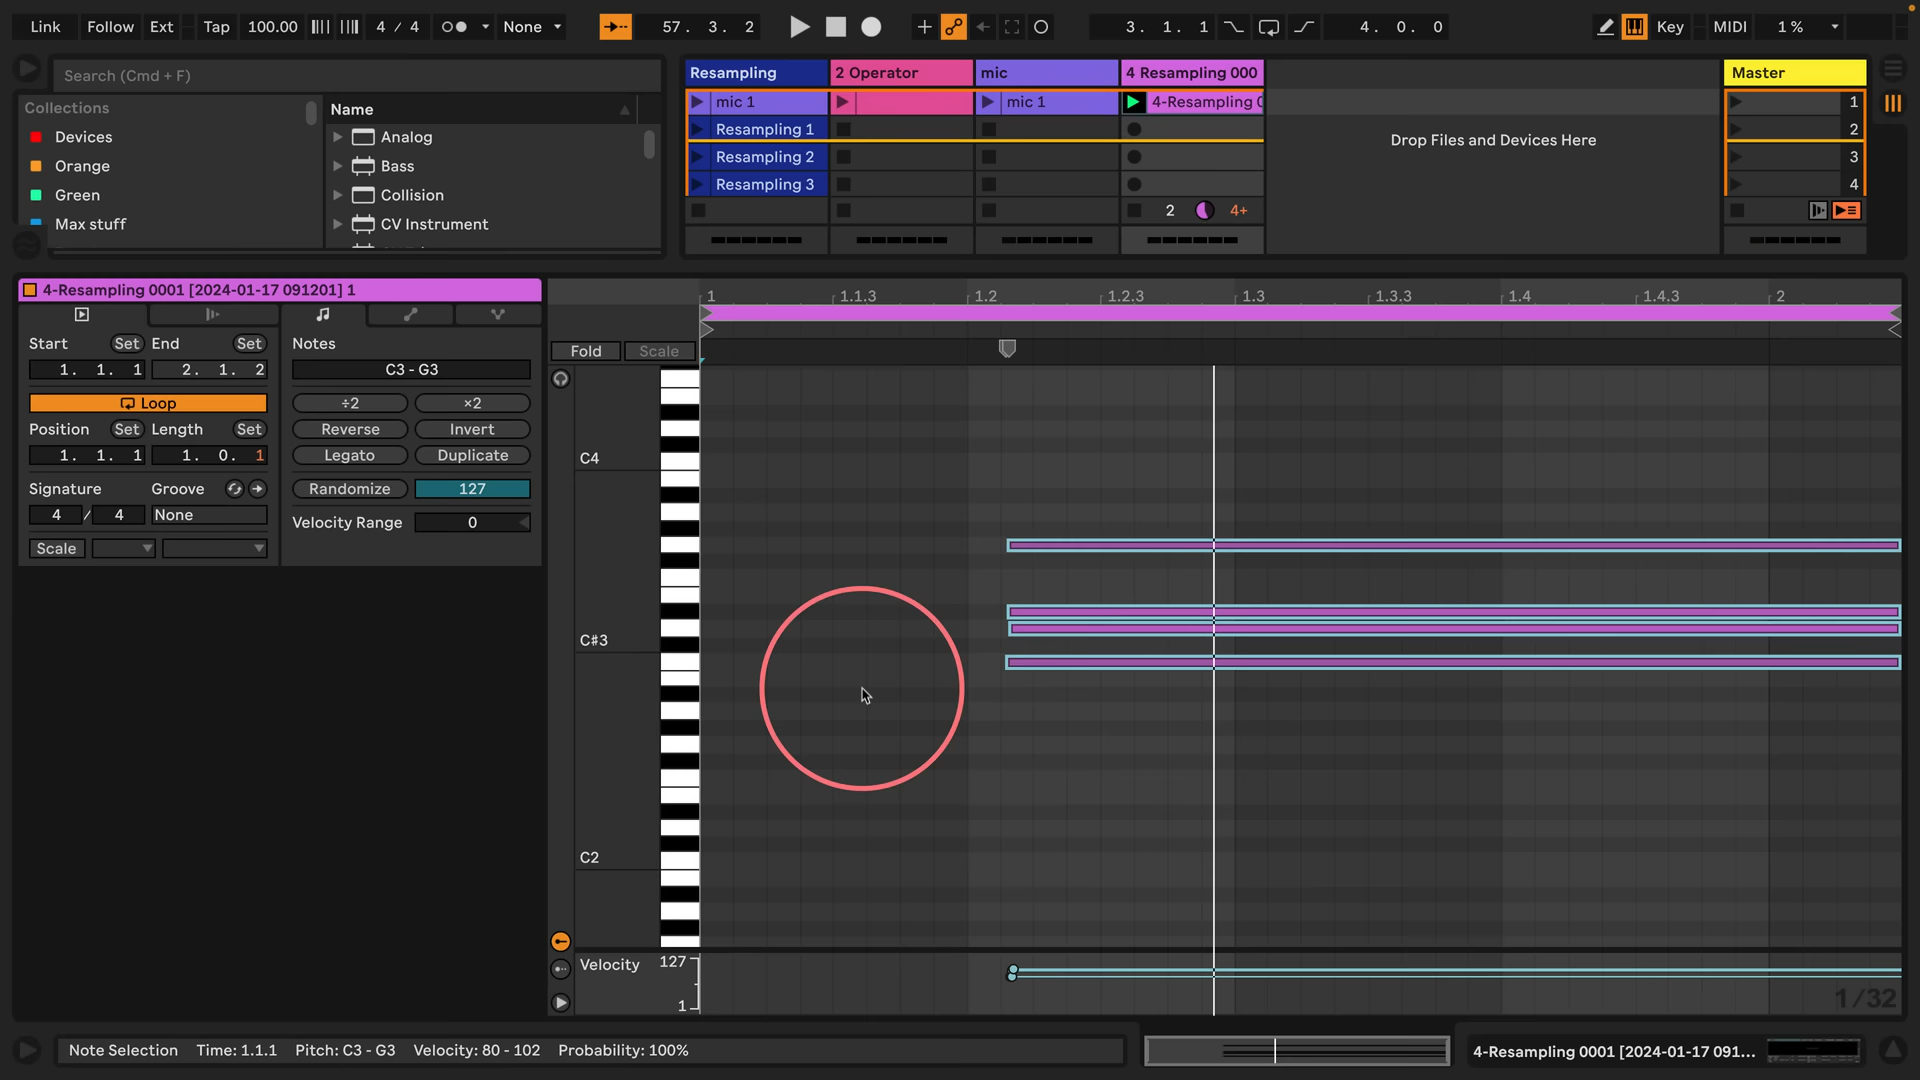 Link Follow Ext Tap 100.00 4 / 4 None 57. 3. 2 3. 1. 1 4. 0. 0 Key MIDI 1 %
Search (Cmd + F)
Collections
Devices
Orange
Green
Max stuff
Name
Analog
Bass
Collision
CV Instrument
Resampling 2 Operator mic 4 Resampling 000 Master
mic 1 mic 1 4-Resampling 0 1
Resampling 1 2
Resampling 2 3
Resampling 3 4
2 4+
Drop Files and Devices Here
4-Resampling 0001 [2024-01-17 091201] 1
Start Set End Set
1. 1. 1 2. 1. 2
Loop
Position Set Length Set
1. 1. 1 1. 0. 1
Signature Groove
4 / 4 None
Scale
Notes
C3 - G3
÷2 ×2
Reverse Invert
Legato Duplicate
Randomize 127
Velocity Range 0
1 1.1.3 1.2 1.2.3 1.3 1.3.3 1.4 1.4.3 2
Fold Scale
C4
C#3
C2
Velocity 127
1
1/32
Note Selection Time: 1.1.1 Pitch: C3 - G3 Velocity: 80 - 102 Probability: 100%
4-Resampling 0001 [2024-01-17 091...